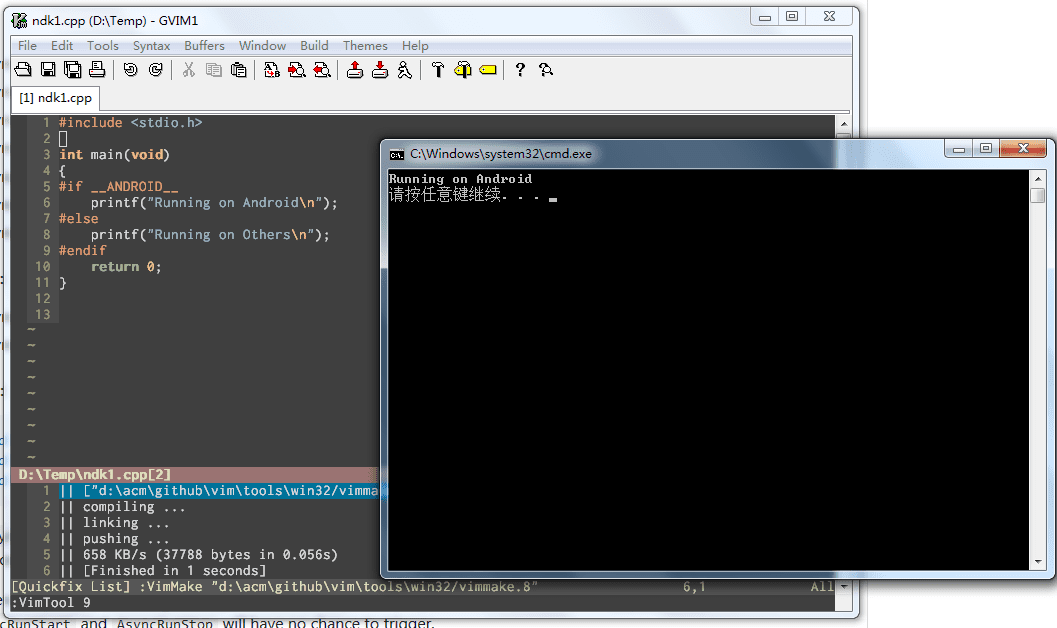 ndk1.cpp (D:\Temp) - GVIM1
File Edit Tools Syntax Buffers Window Build Themes Help
[1] ndk1.cpp
1 #include <stdio.h>
2
3 int main(void)
4 {
5 #if __ANDROID__
6 printf("Running on Android\n");
7 #else
8 printf("Running on Others\n");
9 #endif
10 return 0;
11 }
12
13
~
~
~
~
~
~
~
~
~
D:\Temp\ndk1.cpp[2]
1 || ["d:\acm\github\vim\tools\win32/vimma
2 || compiling ...
3 || linking ...
4 || pushing ...
5 || 658 KB/s (37788 bytes in 0.056s)
6 || [Finished in 1 seconds]
[Quickfix List] :VimMake "d:\acm\github\vim\tools\win32/vimmake.8" 6,1 All
:VimTool 9
C:\Windows\system32\cmd.exe
Running on Android
请按任意键继续. . .
cRunStart and AsyncRunStop will have no chance to trigger.